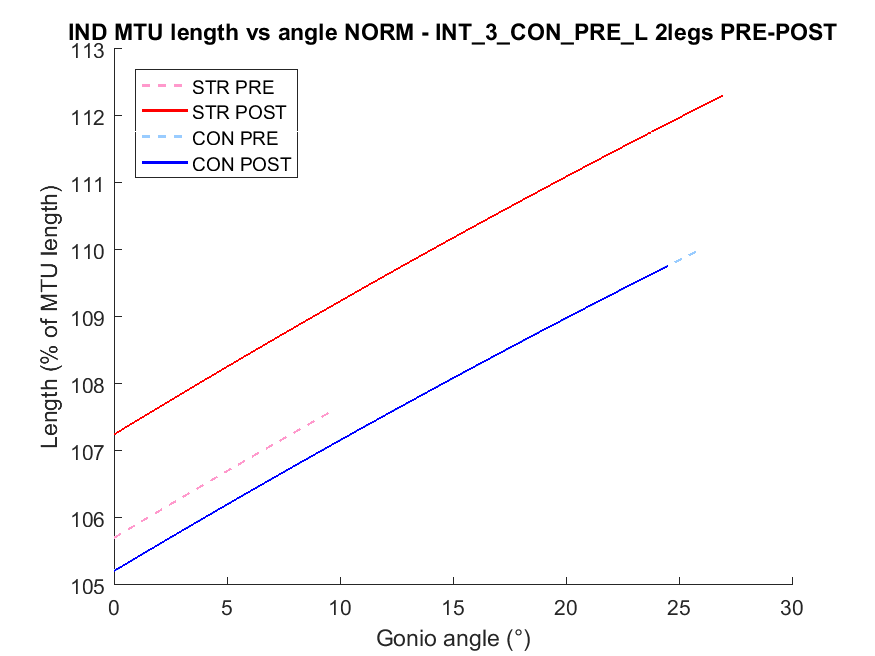 IND MTU length vs angle NORM - INT_3_CON_PRE_L 2legs PRE-POST
113
112
111
110
109
108
107
106
105
Length (% of MTU length)
STR PRE
STR POST
CON PRE
CON POST
0
5
10
15
20
25
30
Gonio angle (°)